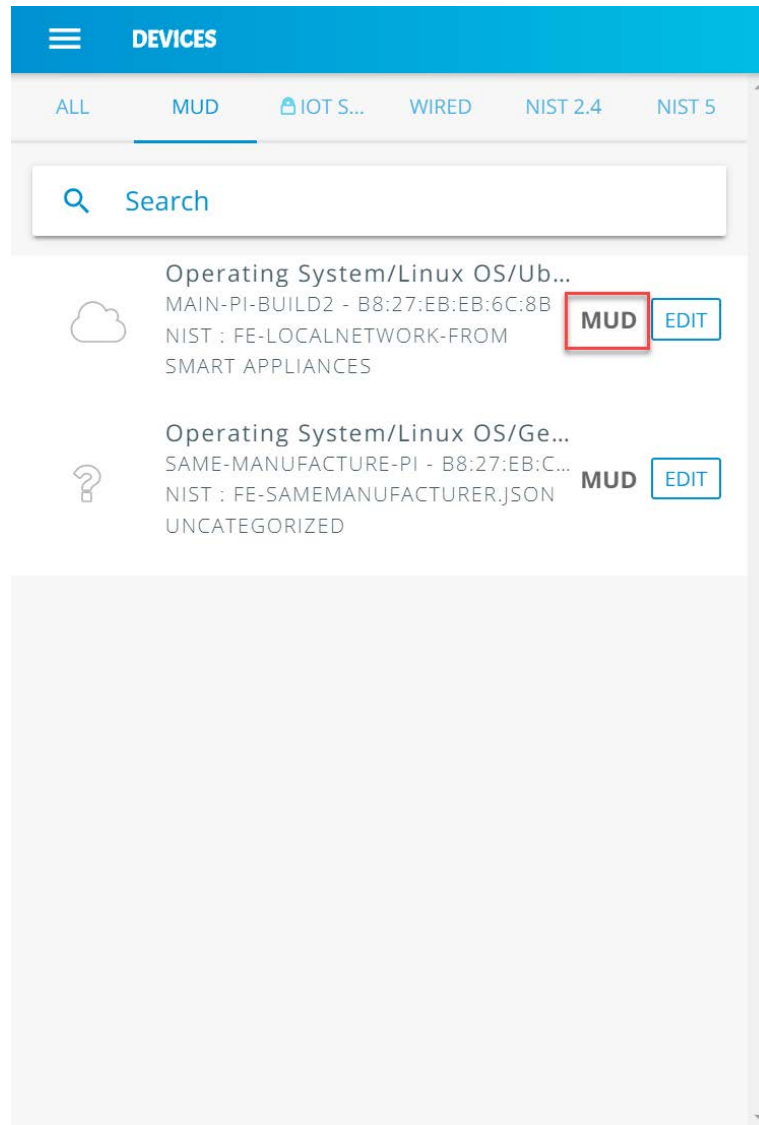 DEVICES
ALL MUD IOT S... WIRED NIST 2.4 NIST 5
Search
Operating System/Linux OS/Ub...
MAIN-PI-BUILD2 - B8:27:EB:EB:6C:8B
NIST : FE-LOCALNETWORK-FROM
SMART APPLIANCES
MUD EDIT
Operating System/Linux OS/Ge...
SAME-MANUFACTURE-PI - B8:27:EB:C...
NIST : FE-SAMEMANUFACTURER.JSON
UNCATEGORIZED
MUD EDIT